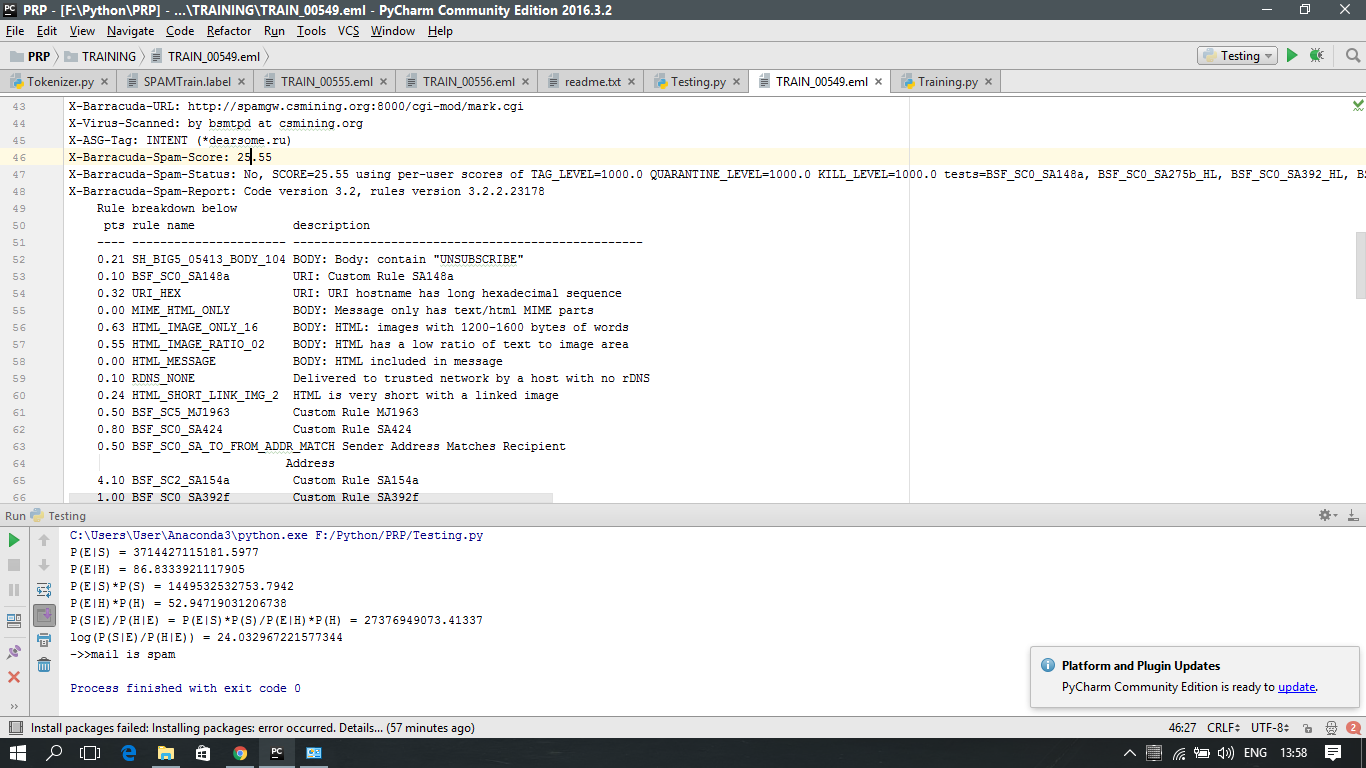 PRP - [F:\Python\PRP] - ...\TRAINING\TRAIN_00549.eml - PyCharm Community Edition 2016.3.2
File Edit View Navigate Code Refactor Run Tools VCS Window Help
PRP TRAINING TRAIN_00549.eml Testing
Tokenizer.py SPAMTrain.label TRAIN_00555.eml TRAIN_00556.eml readme.txt Testing.py TRAIN_00549.eml Training.py
43 X-Barracuda-URL: http://spamgw.csmining.org:8000/cgi-mod/mark.cgi
44 X-Virus-Scanned: by bsmtpd at csmining.org
45 X-ASG-Tag: INTENT (*dearsome.ru)
46 X-Barracuda-Spam-Score: 25.55
47 X-Barracuda-Spam-Status: No, SCORE=25.55 using per-user scores of TAG_LEVEL=1000.0 QUARANTINE_LEVEL=1000.0 KILL_LEVEL=1000.0 tests=BSF_SC0_SA148a, BSF_SC0_SA275b_HL, BSF_SC0_SA392_HL, BS
48 X-Barracuda-Spam-Report: Code version 3.2, rules version 3.2.2.23178
49 Rule breakdown below
50 pts rule name description
51 ---- ---------------------- --------------------------------------------------
52 0.21 SH_BIG5_05413_BODY_104 BODY: Body: contain "UNSUBSCRIBE"
53 0.10 BSF_SC0_SA148a URI: Custom Rule SA148a
54 0.32 URI_HEX URI: URI hostname has long hexadecimal sequence
55 0.00 MIME_HTML_ONLY BODY: Message only has text/html MIME parts
56 0.63 HTML_IMAGE_ONLY_16 BODY: HTML: images with 1200-1600 bytes of words
57 0.55 HTML_IMAGE_RATIO_02 BODY: HTML has a low ratio of text to image area
58 0.00 HTML_MESSAGE BODY: HTML included in message
59 0.10 RDNS_NONE Delivered to trusted network by a host with no rDNS
60 0.24 HTML_SHORT_LINK_IMG_2 HTML is very short with a linked image
61 0.50 BSF_SC5_MJ1963 Custom Rule MJ1963
62 0.80 BSF_SC0_SA424 Custom Rule SA424
63 0.50 BSF_SC0_SA_TO_FROM_ADDR_MATCH Sender Address Matches Recipient
64 Address
65 4.10 BSF_SC2_SA154a Custom Rule SA154a
66 1.00 BSF_SC0_SA392f Custom Rule SA392f
Run Testing
C:\Users\User\Anaconda3\python.exe F:/Python/PRP/Testing.py
P(E|S) = 3714427115181.5977
P(E|H) = 86.8333921117905
P(E|S)*P(S) = 1449532532753.7942
P(E|H)*P(H) = 52.94719031206738
P(S|E)/P(H|E) = P(E|S)*P(S)/P(E|H)*P(H) = 27376949073.41337
log(P(S|E)/P(H|E)) = 24.032967221577344
->>mail is spam
Process finished with exit code 0
Platform and Plugin Updates
PyCharm Community Edition is ready to update.
Install packages failed: Installing packages: error occurred. Details... (57 minutes ago) 46:27 CRLF UTF-8 2
ENG 13:58